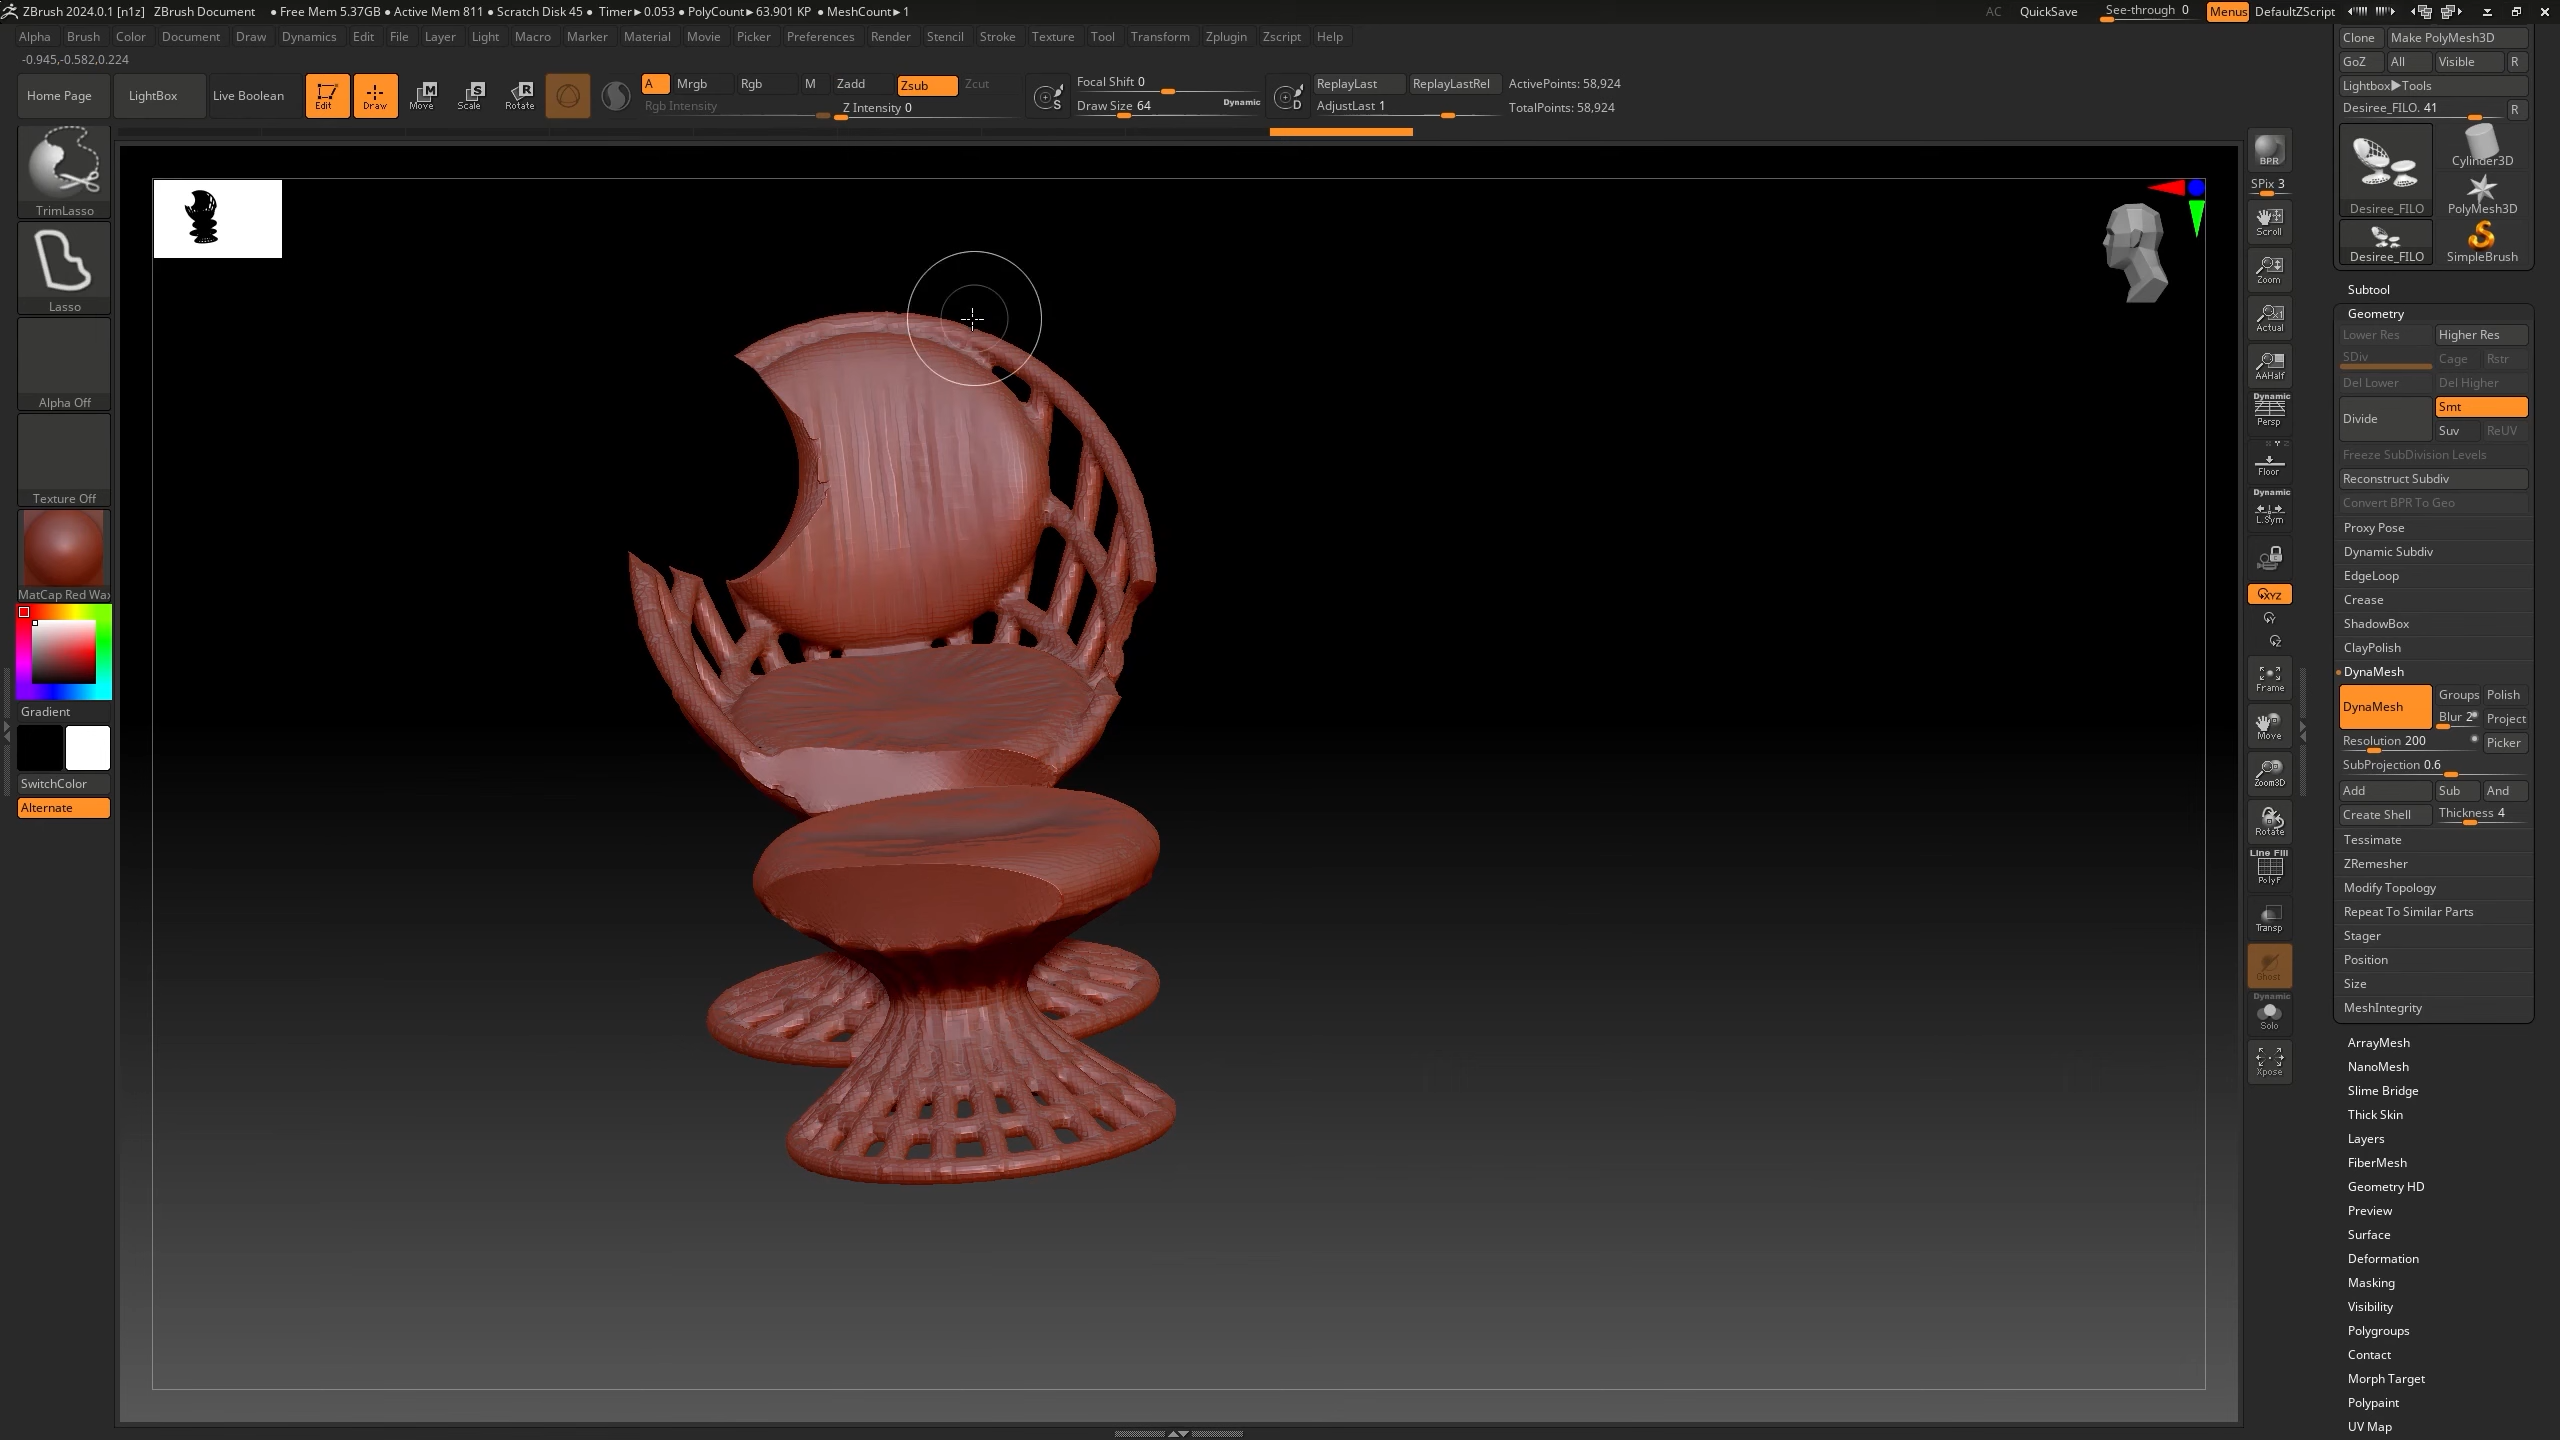 ZBrush 2024.0.1 [n1z] ZBrush Document ● Free Mem 5.37GB ● Active Mem 811 ● Scratch Disk 45 ● Timer►0.053 ● PolyCount►63.901 KP ● MeshCount►1 AC QuickSave See-through 0 Menus DefaultZScript
Alpha Brush Color Document Draw Dynamics Edit File Layer Light Macro Marker Material Movie Picker Preferences Render Stencil Stroke Texture Tool Transform Zplugin Zscript Help
-0.945,-0.582,0.224
Home Page LightBox Live Boolean Edit Draw Move Scale Rotate
A Mrgb Rgb M Zadd Zsub Zcut
Rgb Intensity Z Intensity 0
Focal Shift 0
Draw Size 64 Dynamic
ReplayLast ReplayLastRel ActivePoints: 58,924
AdjustLast 1 TotalPoints: 58,924
TrimLasso
Lasso
Alpha Off
Texture Off
MatCap Red Wax
Gradient
SwitchColor
Alternate
BPR
SPix 3
Scroll
Zoom
Actual
AAHalf
Dynamic
Persp
Floor
Dynamic
L.Sym
XYZ
Frame
Move
Zoom3D
Rotate
Line Fill
PolyF
Transp
Ghost
Dynamic
Solo
Xpose
Clone Make PolyMesh3D
GoZ All Visible R
Lightbox►Tools
Desiree_FILO. 41 R
Desiree_FILO Cylinder3D
PolyMesh3D
Desiree_FILO SimpleBrush
Subtool
Geometry
Lower Res Higher Res
SDiv Cage Rstr
Del Lower Del Higher
Divide Smt
Suv ReUV
Freeze SubDivision Levels
Reconstruct Subdiv
Convert BPR To Geo
Proxy Pose
Dynamic Subdiv
EdgeLoop
Crease
ShadowBox
ClayPolish
DynaMesh
DynaMesh Groups Polish
Blur 2 Project
Resolution 200 Picker
SubProjection 0.6
Add Sub And
Create Shell Thickness 4
Tessimate
ZRemesher
Modify Topology
Repeat To Similar Parts
Stager
Position
Size
MeshIntegrity
ArrayMesh
NanoMesh
Slime Bridge
Thick Skin
Layers
FiberMesh
Geometry HD
Preview
Surface
Deformation
Masking
Visibility
Polygroups
Contact
Morph Target
Polypaint
UV Map